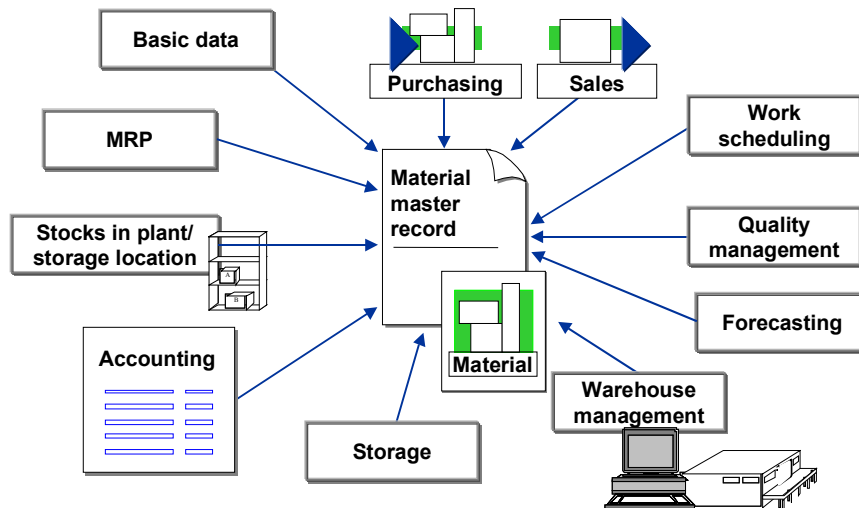 Basic data
Purchasing
Sales
MRP
Work
scheduling
Material
master
record
Stocks in plant/
storage location
A
B
Quality
management
Forecasting
Accounting
Material
Warehouse
management
Storage